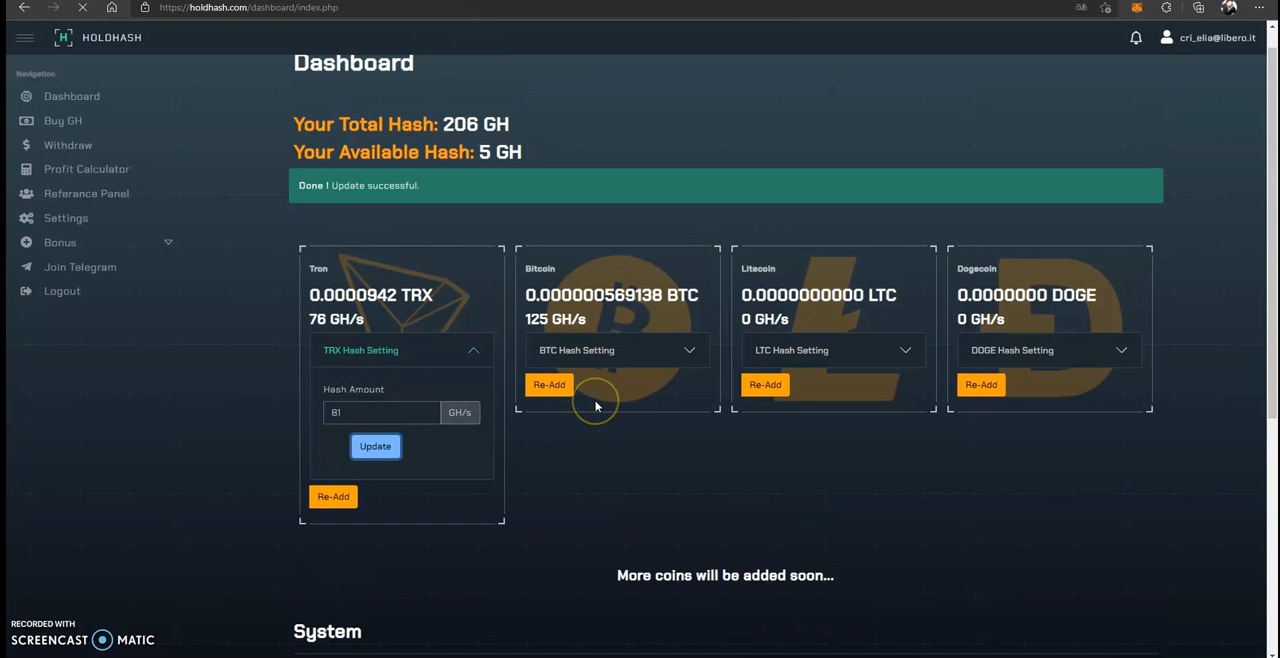 https://holdhash.com/dashboard/index.php
HOLDHASH
cri_elia@libero.it
Navigation
Dashboard
Buy GH
Withdraw
Profit Calculator
Referance Panel
Settings
Bonus
Join Telegram
Logout
Dashboard
Your Total Hash: 206 GH
Your Available Hash: 5 GH
Done ! Update successful.
Tron
0.0000942 TRX
76 GH/s
TRX Hash Setting
Hash Amount
81 GH/s
Update
Re-Add
Bitcoin
0.000000569138 BTC
125 GH/s
BTC Hash Setting
Re-Add
Litecoin
0.0000000000 LTC
0 GH/s
LTC Hash Setting
Re-Add
Dogecoin
0.0000000 DOGE
0 GH/s
DOGE Hash Setting
Re-Add
More coins will be added soon...
System
RECORDED WITH
SCREENCAST MATIC